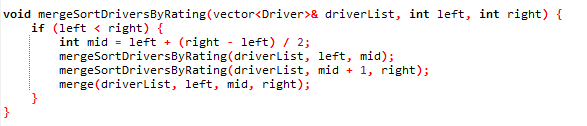 void mergeSortDriversByRating(vector<Driver>& driverList, int left, int right) {
    if (left < right) {
        int mid = left + (right - left) / 2;
        mergeSortDriversByRating(driverList, left, mid);
        mergeSortDriversByRating(driverList, mid + 1, right);
        merge(driverList, left, mid, right);
    }
}